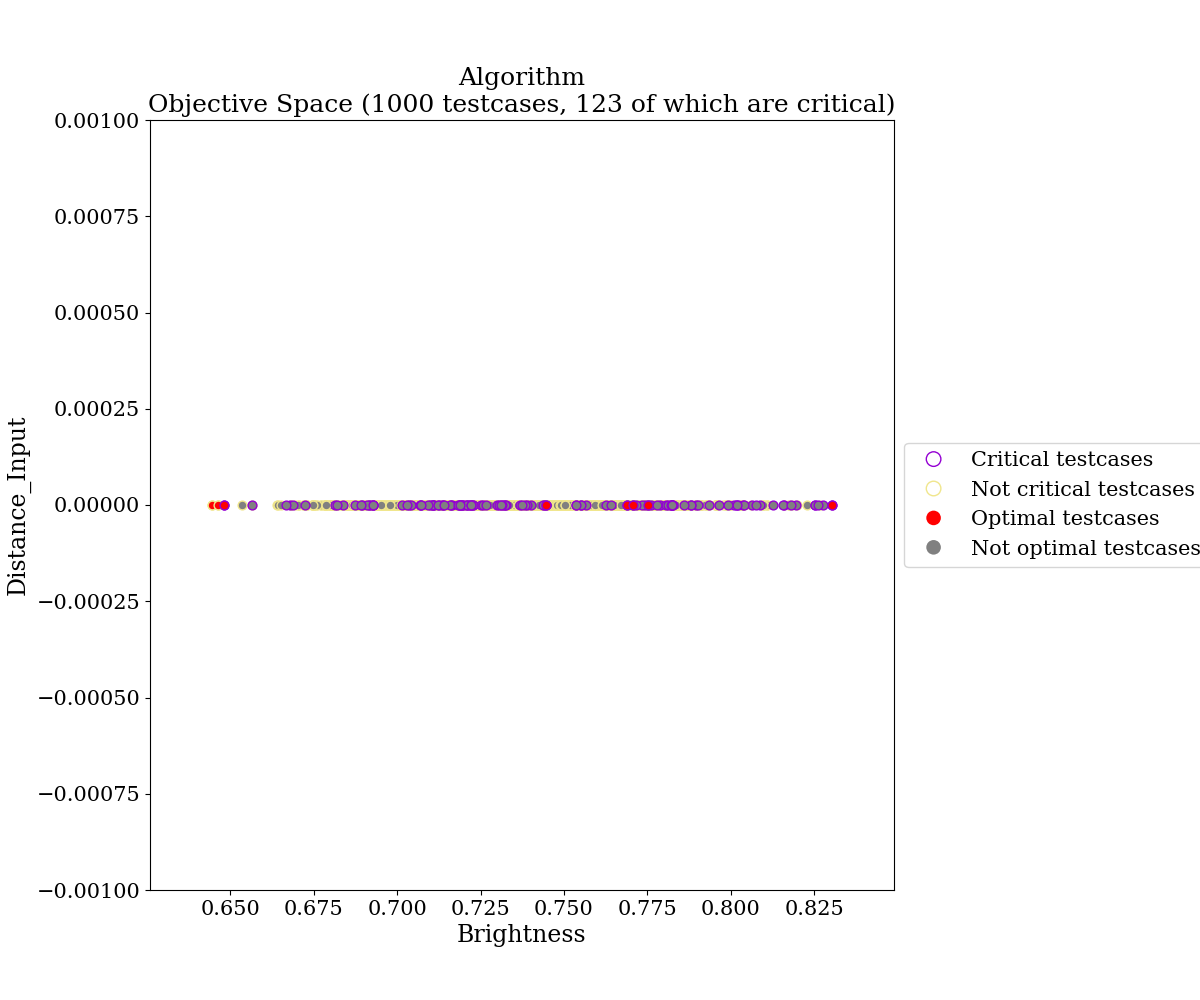 Algorithm
Objective Space (1000 testcases, 123 of which are critical)
0.00100
0.00075
0.00050
0.00025
0.00000
−0.00025
−0.00050
−0.00075
−0.00100
Distance_Input
0.650 0.675 0.700 0.725 0.750 0.775 0.800 0.825
Brightness
Critical testcases
Not critical testcases
Optimal testcases
Not optimal testcases